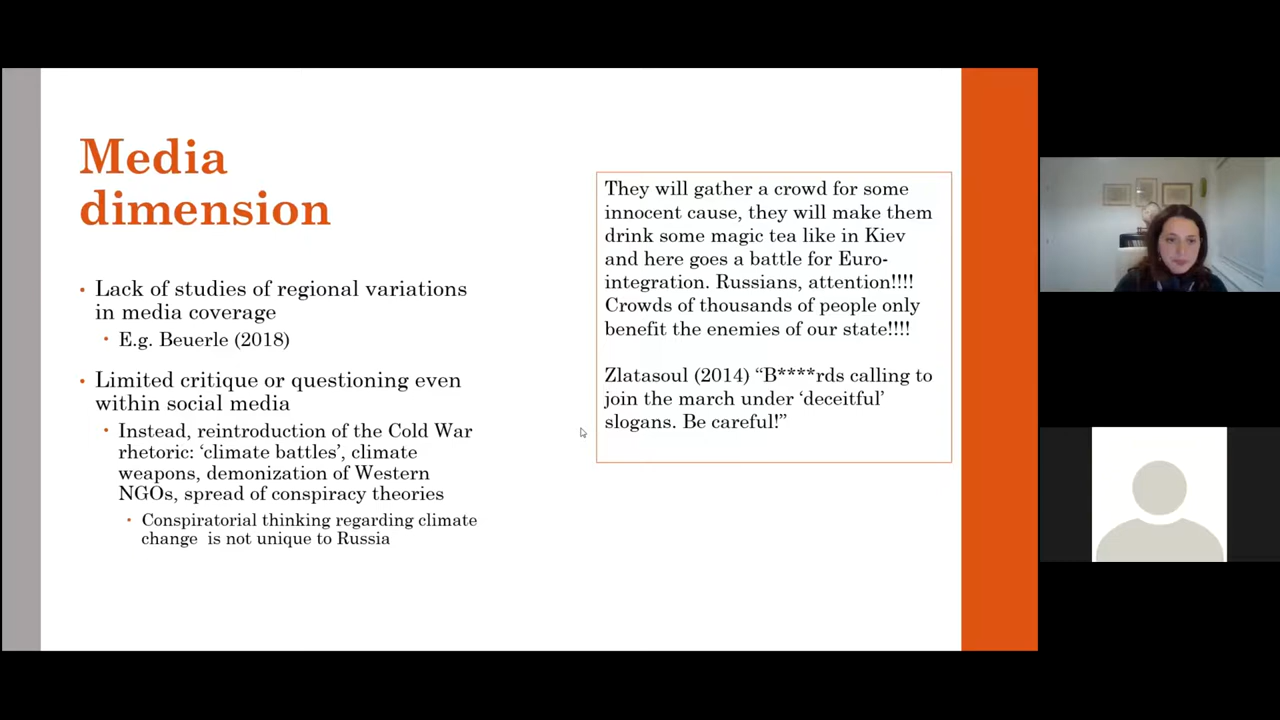 Media
dimension
• Lack of studies of regional variations
in media coverage
• E.g. Beuerle (2018)
• Limited critique or questioning even
within social media
• Instead, reintroduction of the Cold War
rhetoric: ‘climate battles’, climate
weapons, demonization of Western
NGOs, spread of conspiracy theories
• Conspiratorial thinking regarding climate
change  is not unique to Russia
They will gather a crowd for some
innocent cause, they will make them
drink some magic tea like in Kiev
and here goes a battle for Euro-
integration. Russians, attention!!!!
Crowds of thousands of people only
benefit the enemies of our state!!!!
Zlatasoul (2014) “B****rds calling to
join the march under ‘deceitful’
slogans. Be careful!”